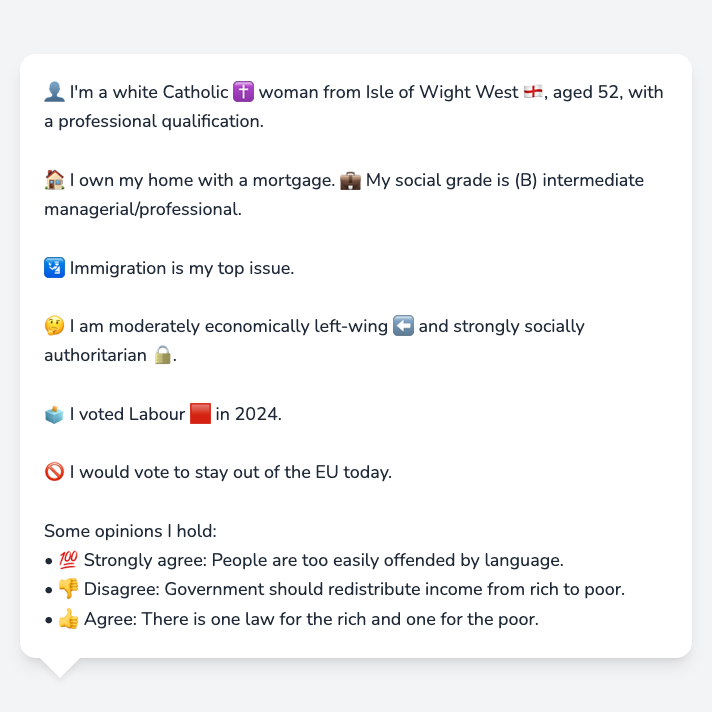 👤 I'm a white Catholic ✝️ woman from Isle of Wight West 🏴󠁧󠁢󠁥󠁮󠁧󠁿, aged 52, with
a professional qualification.
🏠 I own my home with a mortgage. 💼 My social grade is (B) intermediate
managerial/professional.
🛂 Immigration is my top issue.
🤔 I am moderately economically left-wing ⬅️ and strongly socially
authoritarian 🔒.
🗳️ I voted Labour 🟥 in 2024.
🚫 I would vote to stay out of the EU today.
Some opinions I hold:
• 💯 Strongly agree: People are too easily offended by language.
• 👎 Disagree: Government should redistribute income from rich to poor.
• 👍 Agree: There is one law for the rich and one for the poor.